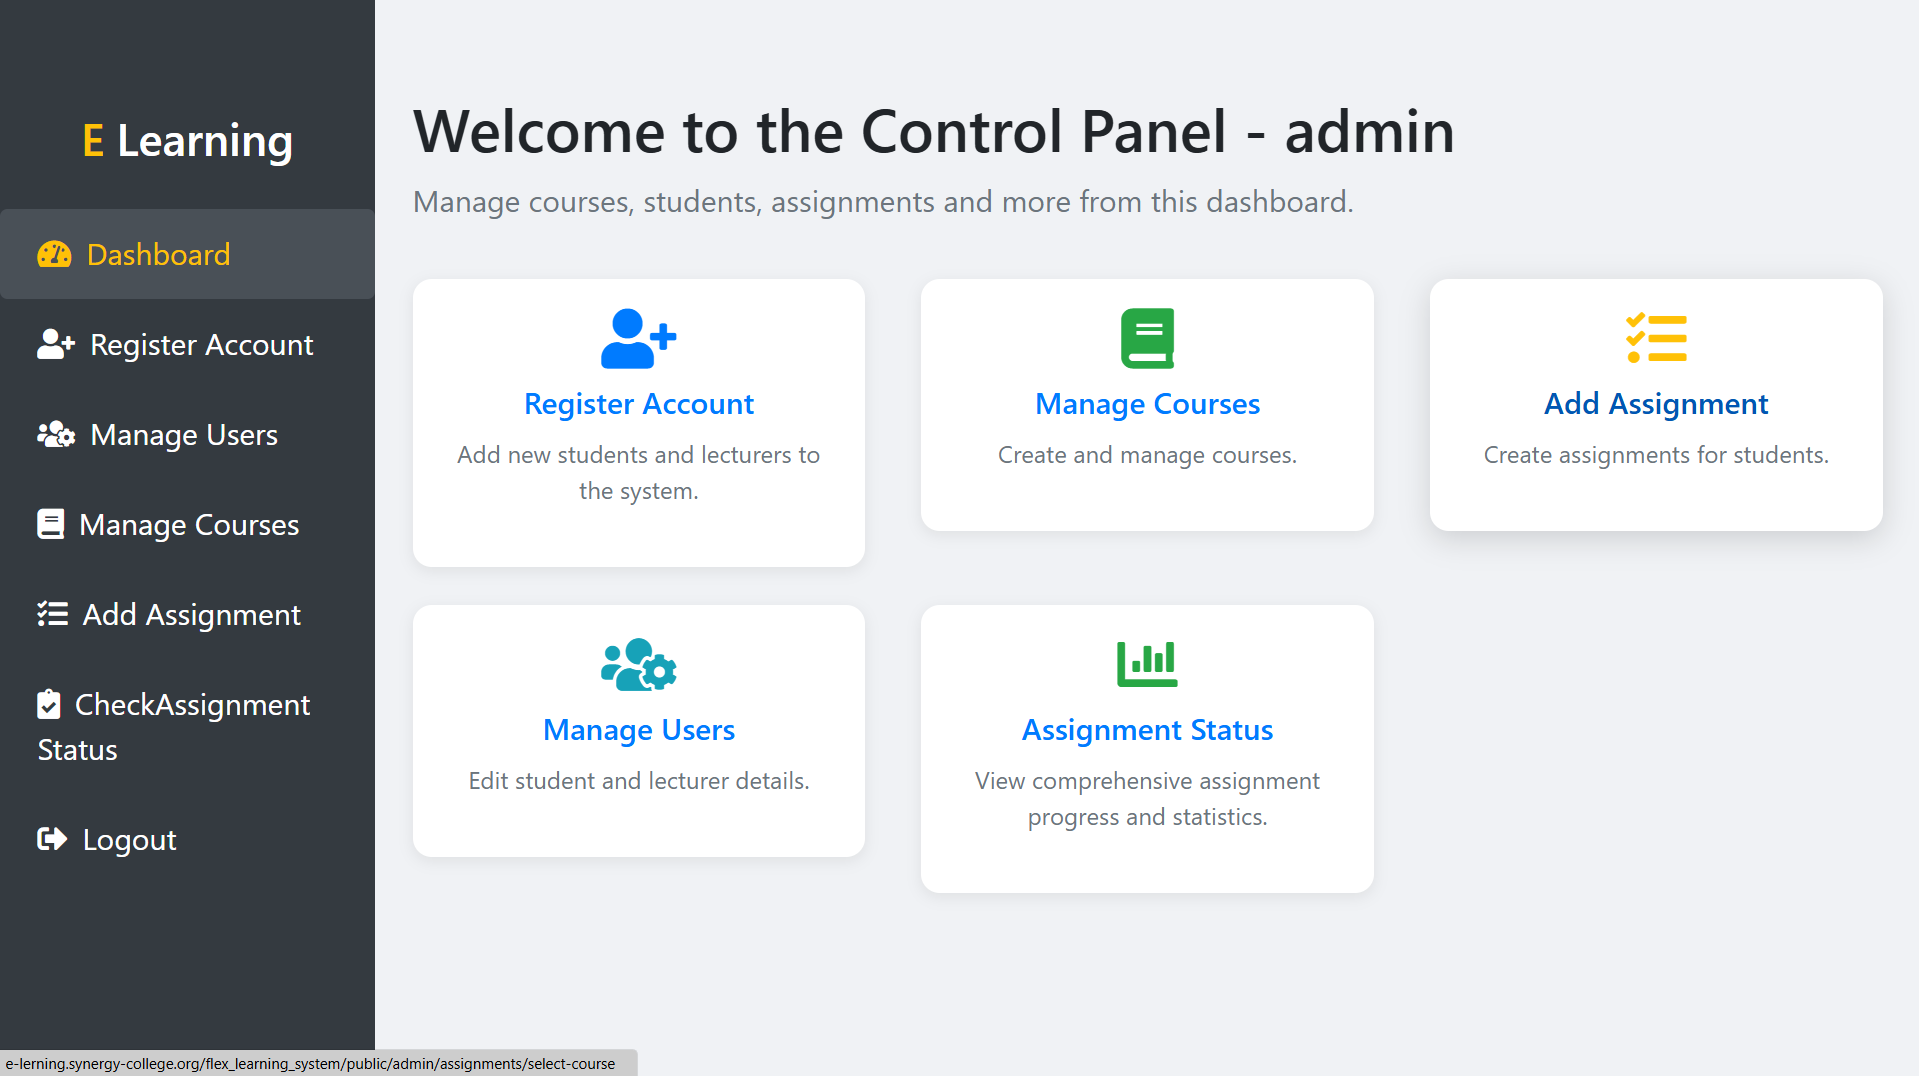 E Learning
Dashboard
Register Account
Manage Users
Manage Courses
Add Assignment
CheckAssignment
Status
Logout
Welcome to the Control Panel - admin
Manage courses, students, assignments and more from this dashboard.
Register Account
Add new students and lecturers to
the system.
Manage Courses
Create and manage courses.
Add Assignment
Create assignments for students.
Manage Users
Edit student and lecturer details.
Assignment Status
View comprehensive assignment
progress and statistics.
e-lerning.synergy-college.org/flex_learning_system/public/admin/assignments/select-course